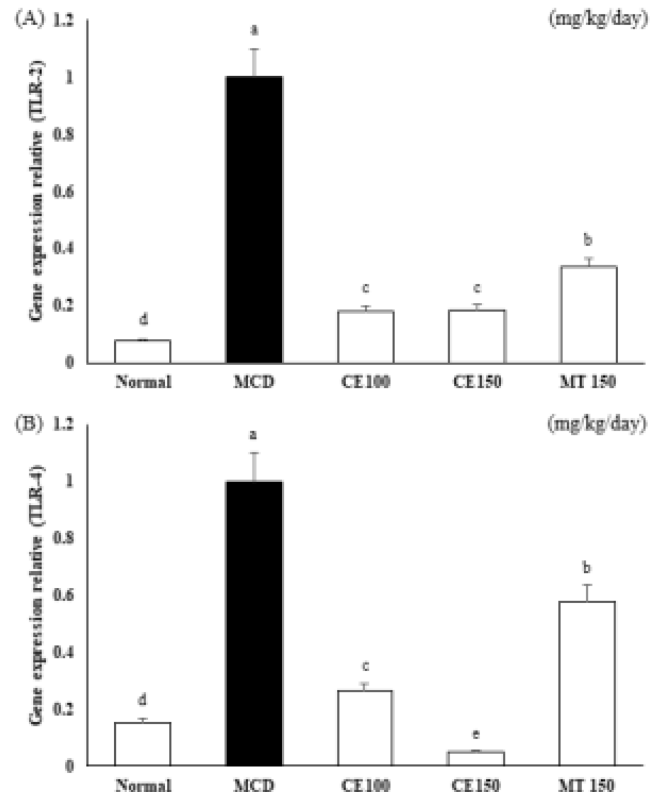 (A)
(mg/kg/day)
Gene expression relative (TLR-2)
1.2
1
0.8
0.6
0.4
0.2
0
d
a
c
c
b
Normal MCD CE100 CE150 MT 150
(B)
(mg/kg/day)
Gene expression relative (TLR-4)
1.2
1
0.8
0.6
0.4
0.2
0
d
a
c
e
b
Normal MCD CE100 CE150 MT 150